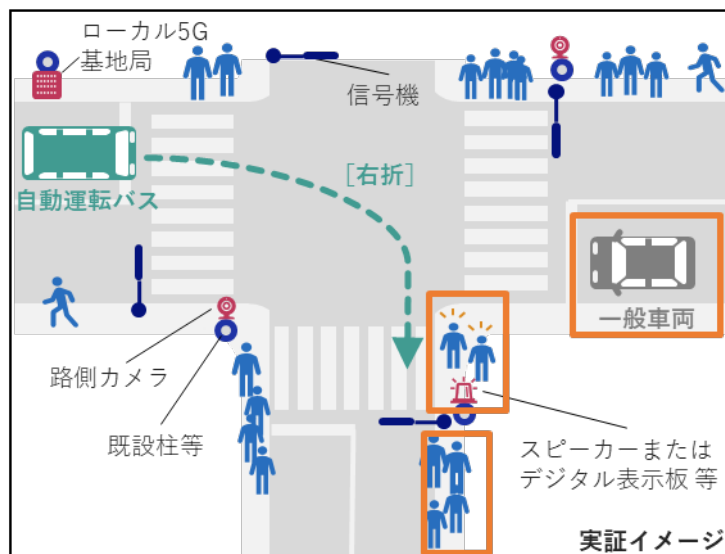 ローカル5G
基地局
信号機
[右折]
自動運転バス
一般車両
路側カメラ
既設柱等
スピーカーまたは
デジタル表示板 等
実証イメージ